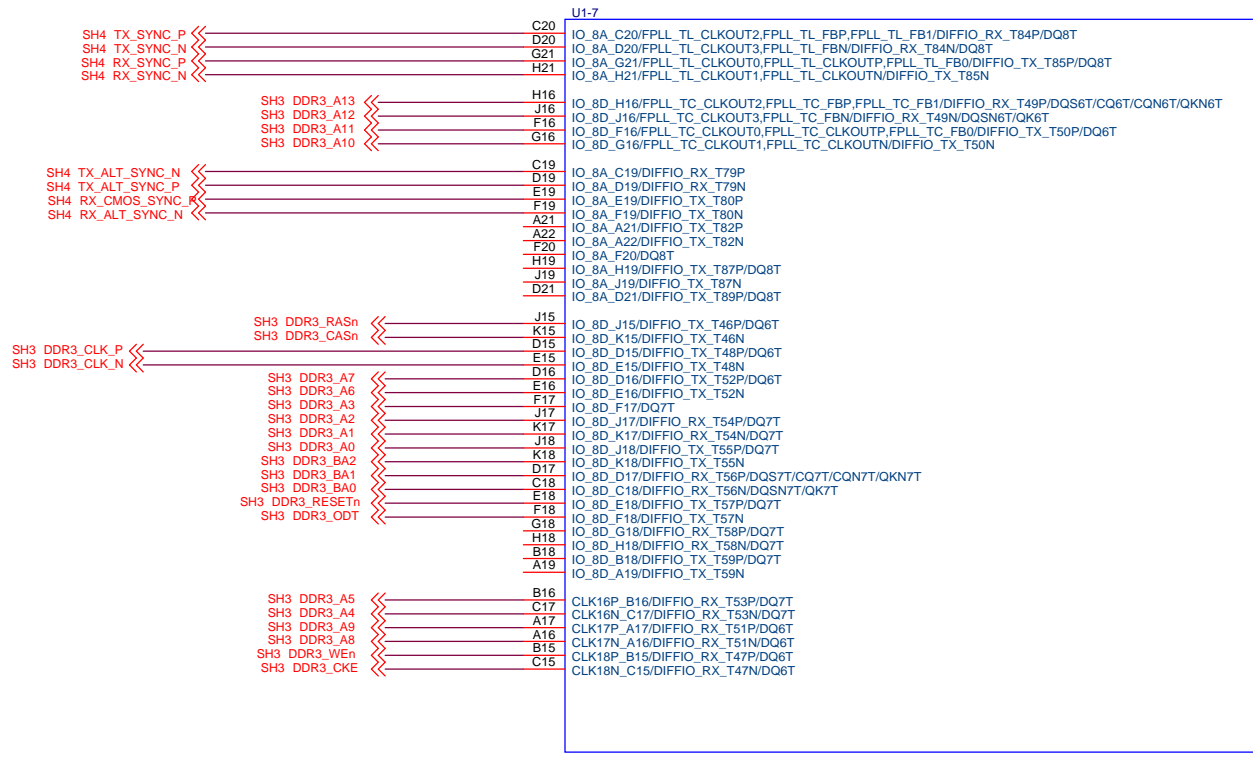 U1-7
SH4 TX_SYNC_P C20 IO_8A_C20/FPLL_TL_CLKOUT2,FPLL_TL_FBP,FPLL_TL_FB1/DIFFIO_RX_T84P/DQ8T
SH4 TX_SYNC_N D20 IO_8A_D20/FPLL_TL_CLKOUT3,FPLL_TL_FBN/DIFFIO_RX_T84N/DQ8T
SH4 RX_SYNC_P G21 IO_8A_G21/FPLL_TL_CLKOUT0,FPLL_TL_CLKOUTP,FPLL_TL_FB0/DIFFIO_TX_T85P/DQ8T
SH4 RX_SYNC_N H21 IO_8A_H21/FPLL_TL_CLKOUT1,FPLL_TL_CLKOUTN/DIFFIO_TX_T85N
SH3 DDR3_A13 H16 IO_8D_H16/FPLL_TC_CLKOUT2,FPLL_TC_FBP,FPLL_TC_FB1/DIFFIO_RX_T49P/DQS6T/CQ6T/CQN6T/QKN6T
SH3 DDR3_A12 J16 IO_8D_J16/FPLL_TC_CLKOUT3,FPLL_TC_FBN/DIFFIO_RX_T49N/DQSN6T/QK6T
SH3 DDR3_A11 F16 IO_8D_F16/FPLL_TC_CLKOUT0,FPLL_TC_CLKOUTP,FPLL_TC_FB0/DIFFIO_TX_T50P/DQ6T
SH3 DDR3_A10 G16 IO_8D_G16/FPLL_TC_CLKOUT1,FPLL_TC_CLKOUTN/DIFFIO_TX_T50N
SH4 TX_ALT_SYNC_N C19 IO_8A_C19/DIFFIO_RX_T79P
SH4 TX_ALT_SYNC_P D19 IO_8A_D19/DIFFIO_RX_T79N
SH4 RX_CMOS_SYNC_P E19 IO_8A_E19/DIFFIO_TX_T80P
SH4 RX_ALT_SYNC_N F19 IO_8A_F19/DIFFIO_TX_T80N
A21 IO_8A_A21/DIFFIO_TX_T82P
A22 IO_8A_A22/DIFFIO_TX_T82N
F20 IO_8A_F20/DQ8T
H19 IO_8A_H19/DIFFIO_TX_T87P/DQ8T
J19 IO_8A_J19/DIFFIO_TX_T87N
D21 IO_8A_D21/DIFFIO_TX_T89P/DQ8T
SH3 DDR3_RASn J15 IO_8D_J15/DIFFIO_TX_T46P/DQ6T
SH3 DDR3_CASn K15 IO_8D_K15/DIFFIO_TX_T46N
SH3 DDR3_CLK_P D15 IO_8D_D15/DIFFIO_TX_T48P/DQ6T
SH3 DDR3_CLK_N E15 IO_8D_E15/DIFFIO_TX_T48N
SH3 DDR3_A7 D16 IO_8D_D16/DIFFIO_TX_T52P/DQ6T
SH3 DDR3_A6 E16 IO_8D_E16/DIFFIO_TX_T52N
SH3 DDR3_A3 F17 IO_8D_F17/DQ7T
SH3 DDR3_A2 J17 IO_8D_J17/DIFFIO_RX_T54P/DQ7T
SH3 DDR3_A1 K17 IO_8D_K17/DIFFIO_RX_T54N/DQ7T
SH3 DDR3_A0 J18 IO_8D_J18/DIFFIO_TX_T55P/DQ7T
SH3 DDR3_BA2 K18 IO_8D_K18/DIFFIO_TX_T55N
SH3 DDR3_BA1 D17 IO_8D_D17/DIFFIO_RX_T56P/DQS7T/CQ7T/CQN7T/QKN7T
SH3 DDR3_BA0 C18 IO_8D_C18/DIFFIO_RX_T56N/DQSN7T/QK7T
SH3 DDR3_RESETn E18 IO_8D_E18/DIFFIO_TX_T57P/DQ7T
SH3 DDR3_ODT F18 IO_8D_F18/DIFFIO_TX_T57N
G18 IO_8D_G18/DIFFIO_RX_T58P/DQ7T
H18 IO_8D_H18/DIFFIO_RX_T58N/DQ7T
B18 IO_8D_B18/DIFFIO_TX_T59P/DQ7T
A19 IO_8D_A19/DIFFIO_TX_T59N
SH3 DDR3_A5 B16 CLK16P_B16/DIFFIO_RX_T53P/DQ7T
SH3 DDR3_A4 C17 CLK16N_C17/DIFFIO_RX_T53N/DQ7T
SH3 DDR3_A9 A17 CLK17P_A17/DIFFIO_RX_T51P/DQ6T
SH3 DDR3_A8 A16 CLK17N_A16/DIFFIO_RX_T51N/DQ6T
SH3 DDR3_WEn B15 CLK18P_B15/DIFFIO_RX_T47P/DQ6T
SH3 DDR3_CKE C15 CLK18N_C15/DIFFIO_RX_T47N/DQ6T